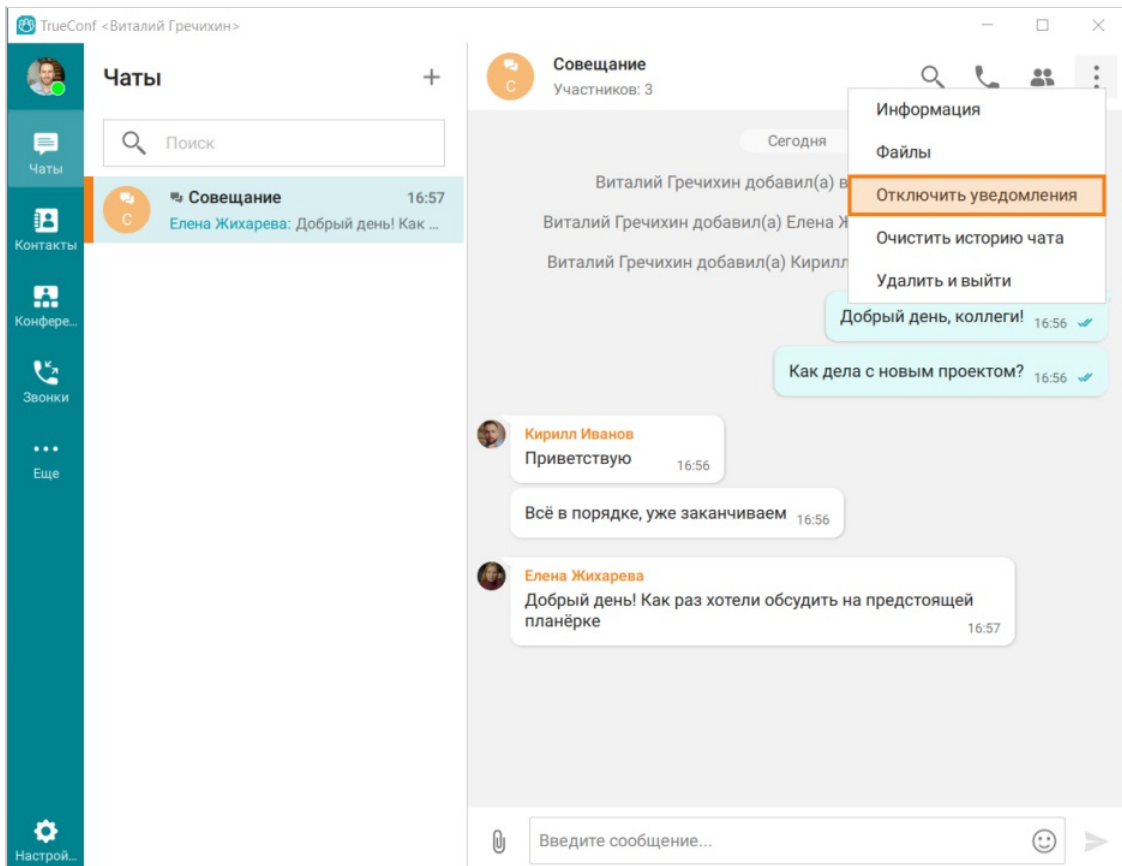 TrueConf <Виталий Гречихин>
Чаты
Контакты
Конфере...
Звонки
Еще
Настрой...
Чаты
Поиск
С
Совещание
16:57
Елена Жихарева: Добрый день! Как ...
С
Совещание
Участников: 3
Информация
Файлы
Отключить уведомления
Очистить историю чата
Удалить и выйти
Сегодня
Виталий Гречихин добавил(а) в
Виталий Гречихин добавил(а) Елена Ж
Виталий Гречихин добавил(а) Кирилл
Добрый день, коллеги! 16:56
Как дела с новым проектом? 16:56
Кирилл Иванов
Приветствую 16:56
Всё в порядке, уже заканчиваем 16:56
Елена Жихарева
Добрый день! Как раз хотели обсудить на предстоящей
планёрке
16:57
Введите сообщение...